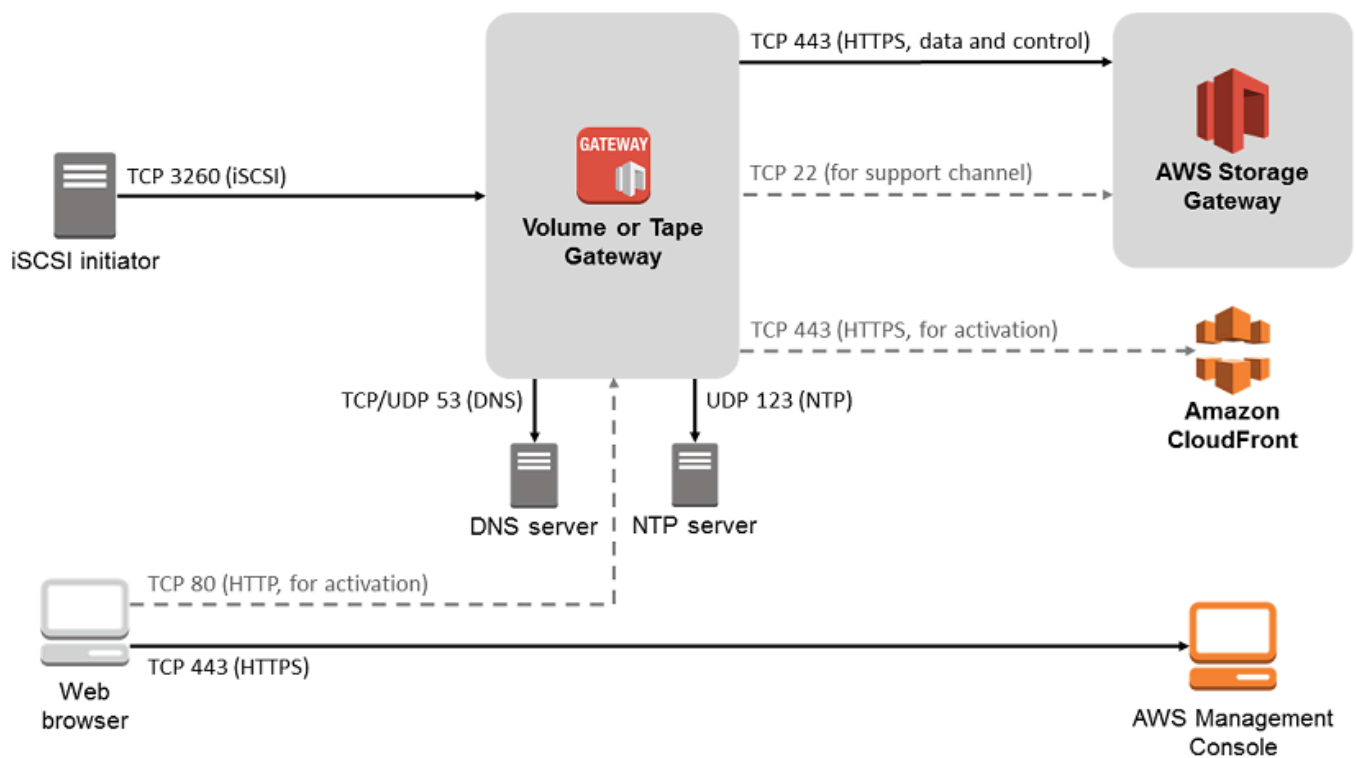 TCP 443 (HTTPS, data and control)
GATEWAY
TCP 3260 (iSCSI)
TCP 22 (for support channel)
AWS Storage
Gateway
Volume or Tape
Gateway
iSCSI initiator
TCP 443 (HTTPS, for activation)
TCP/UDP 53 (DNS)
UDP 123 (NTP)
Amazon
CloudFront
DNS server
NTP server
TCP 80 (HTTP, for activation)
TCP 443 (HTTPS)
Web
browser
AWS Management
Console